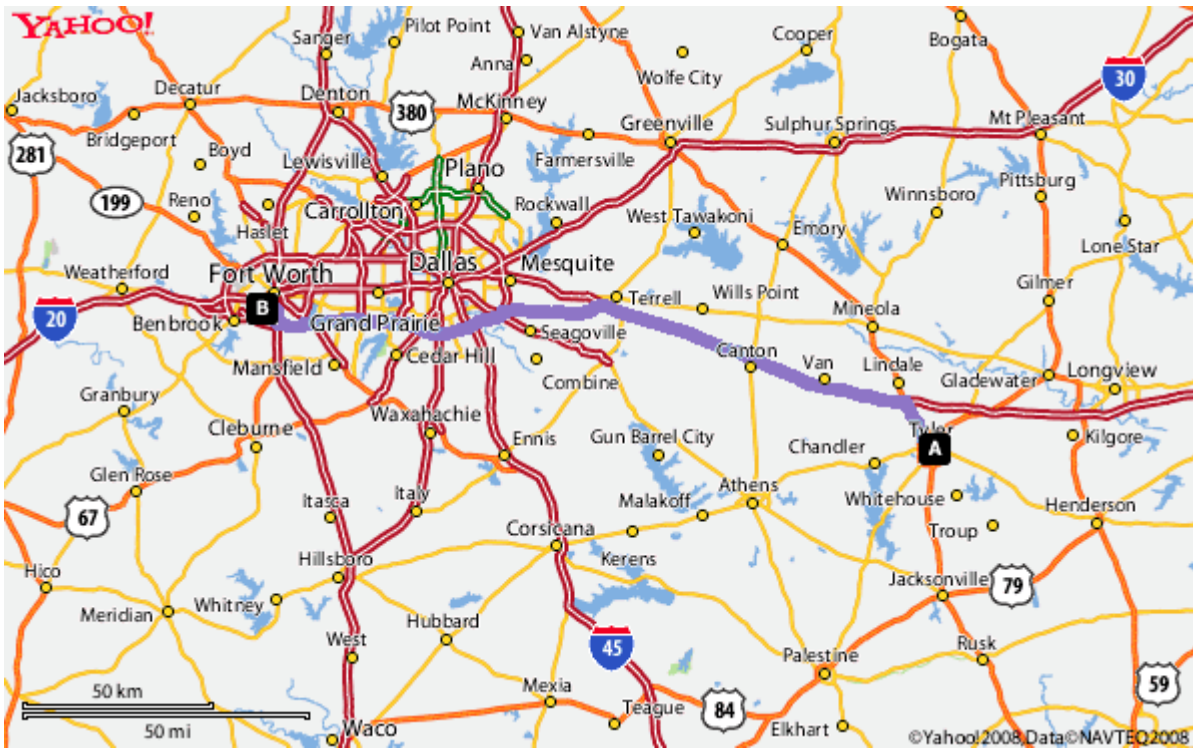 YAHOO!
Sanger
Pilot Point
Van Alstyne
Cooper
Bogata
Anna
Wolfe City
30
Jacksboro
Decatur
Denton
380
McKinney
Bridgeport
Greenville
Sulphur Springs
Mt Pleasant
281
Boyd
Lewisville
Plano
Farmersville
Pittsburg
199
Reno
Carrollton
Rockwall
West Tawakoni
Winnsboro
Haslet
Emory
Lone Star
Weatherford
Fort Worth
Dallas
Mesquite
Gilmer
20
B
Terrell
Wills Point
Mineola
Benbrook
Grand Prairie
Seagoville
Mansfield
Cedar Hill
Canton
Van
Lindale
Gladewater
Longview
Combine
Granbury
Cleburne
Waxahachie
Ennis
Gun Barrel City
Chandler
Tyler
A
Kilgore
Glen Rose
Itasca
Italy
Malakoff
Athens
Whitehouse
Henderson
67
Corsicana
Troup
Hico
Hillsboro
Kerens
Jacksonville
79
Meridian
Whitney
Hubbard
West
45
Palestine
Rusk
50 km
Mexia
Teague
84
59
50 mi
Waco
Elkhart
©Yahoo!2008,Data©NAVTEQ2008